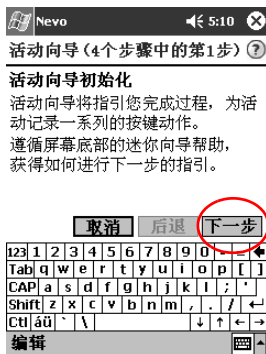 Nevo 5:10
活动向导(4个步骤中的第1步) ?
活动向导初始化
活动向导将指引您完成过程，为活
动记录一系列的按键动作。
遵循屏幕底部的迷你向导帮助，
获得如何进行下一步的指引。
取消 后退 下一步
123 1 2 3 4 5 6 7 8 9 0 - =
Tab q w e r t y u i o p [ ]
CAP a s d f g h j k l ; '
Shift z x c v b n m , . /
Ctl áü ` \
编辑